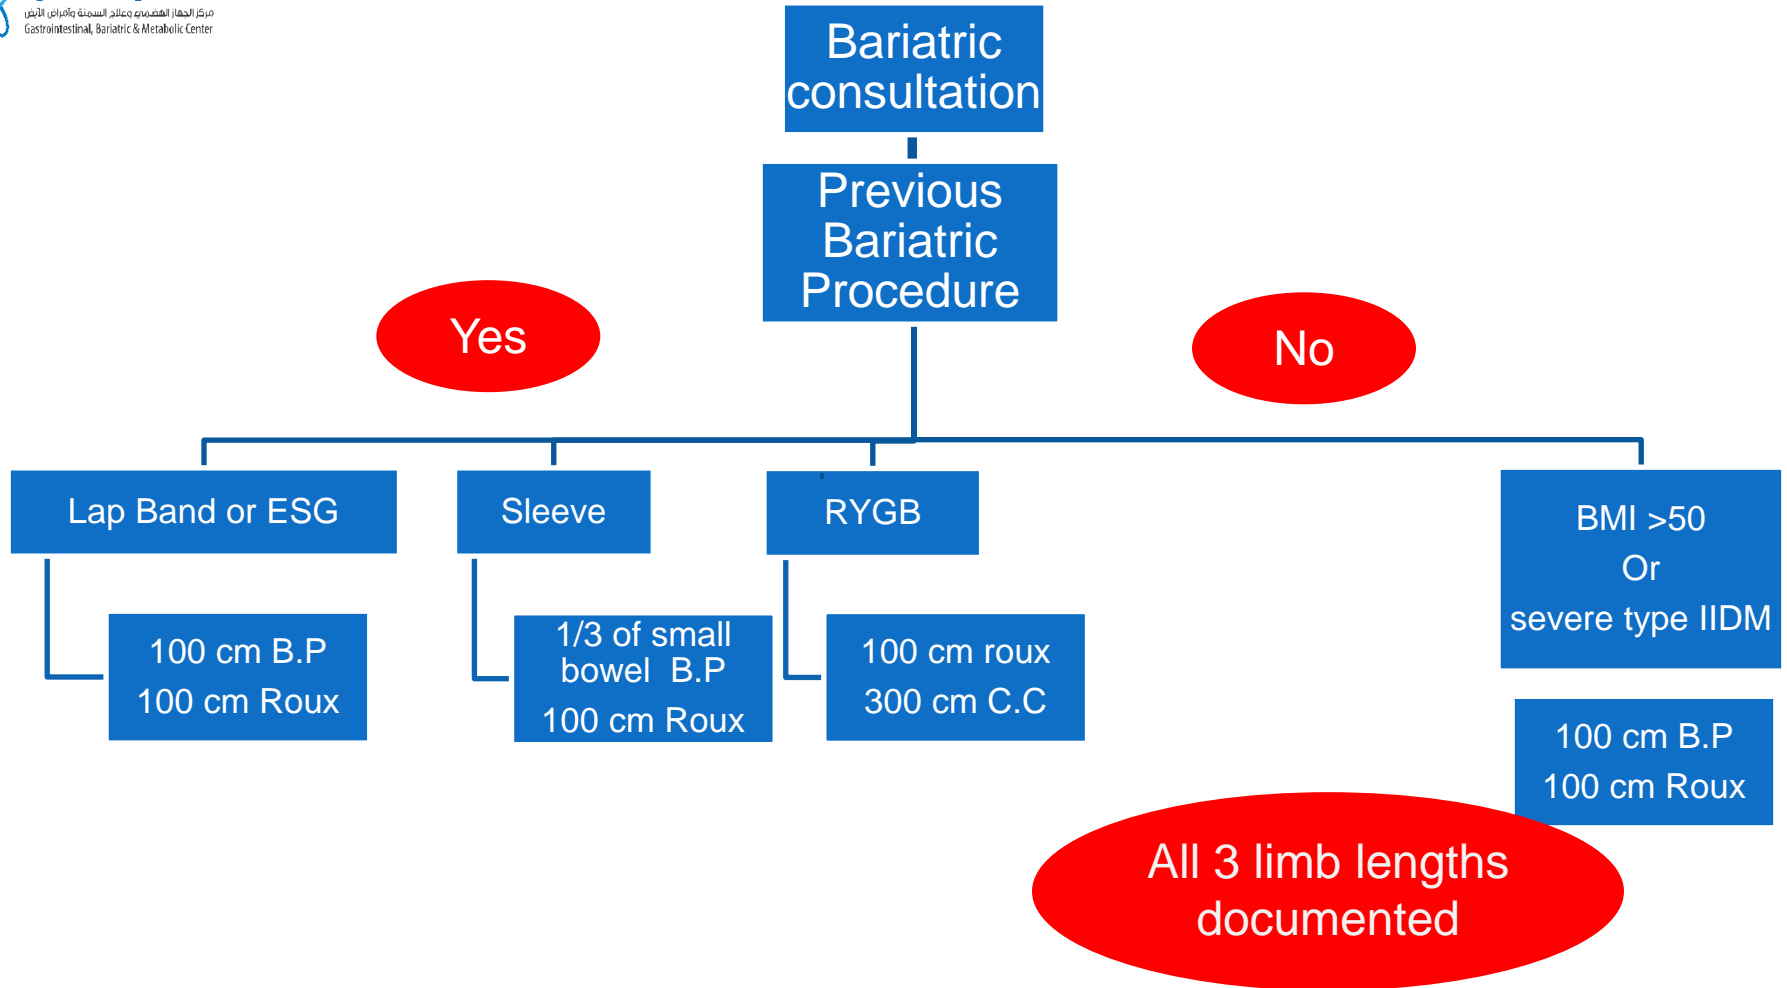 مركز الجهاز الهضمي وعلاج السمنة وأمراض الأيض
Gastrointestinal, Bariatric & Metabolic Center
Bariatric
consultation
Previous
Bariatric
Procedure
Yes
No
Lap Band or ESG
Sleeve
RYGB
BMI >50
Or
severe type IIDM
100 cm B.P
100 cm Roux
1/3 of small
bowel B.P
100 cm Roux
100 cm roux
300 cm C.C
100 cm B.P
100 cm Roux
All 3 limb lengths
documented